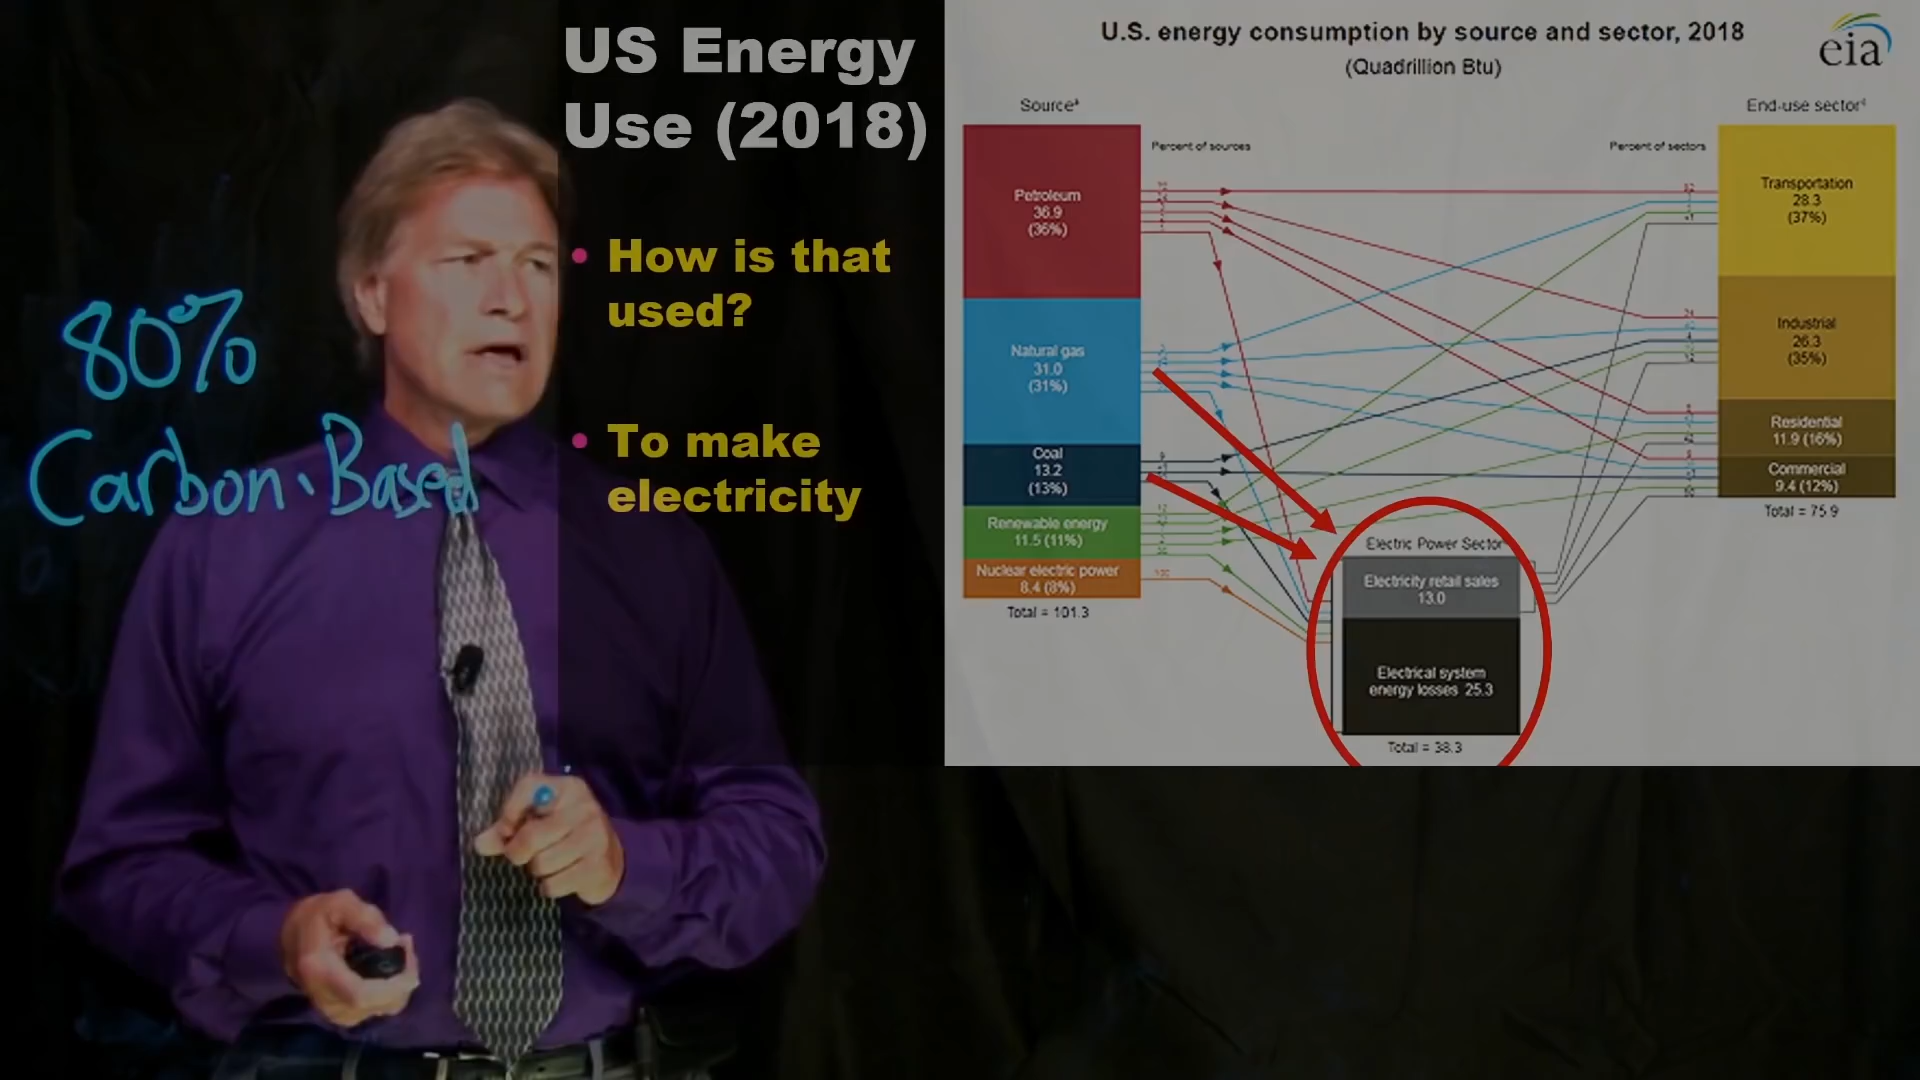 US Energy
Use (2018)
How is that
used?
To make
electricity
80%
Carbon-Based
U.S. energy consumption by source and sector, 2018
(Quadrillion Btu)
eia
Source
End-use sector
Percent of sources
Percent of sectors
Petroleum
36.9
(36%)
Natural gas
31.0
(31%)
Coal
13.2
(13%)
Renewable energy
11.5 (11%)
Nuclear electric power
8.4 (8%)
Total = 101.3
Transportation
28.3
(37%)
Industrial
26.3
(35%)
Residential
11.9 (16%)
Commercial
9.4 (12%)
Total = 75.9
Electric Power Sector
Electricity retail sales
13.0
Electrical system
energy losses 25.3
Total = 38.3